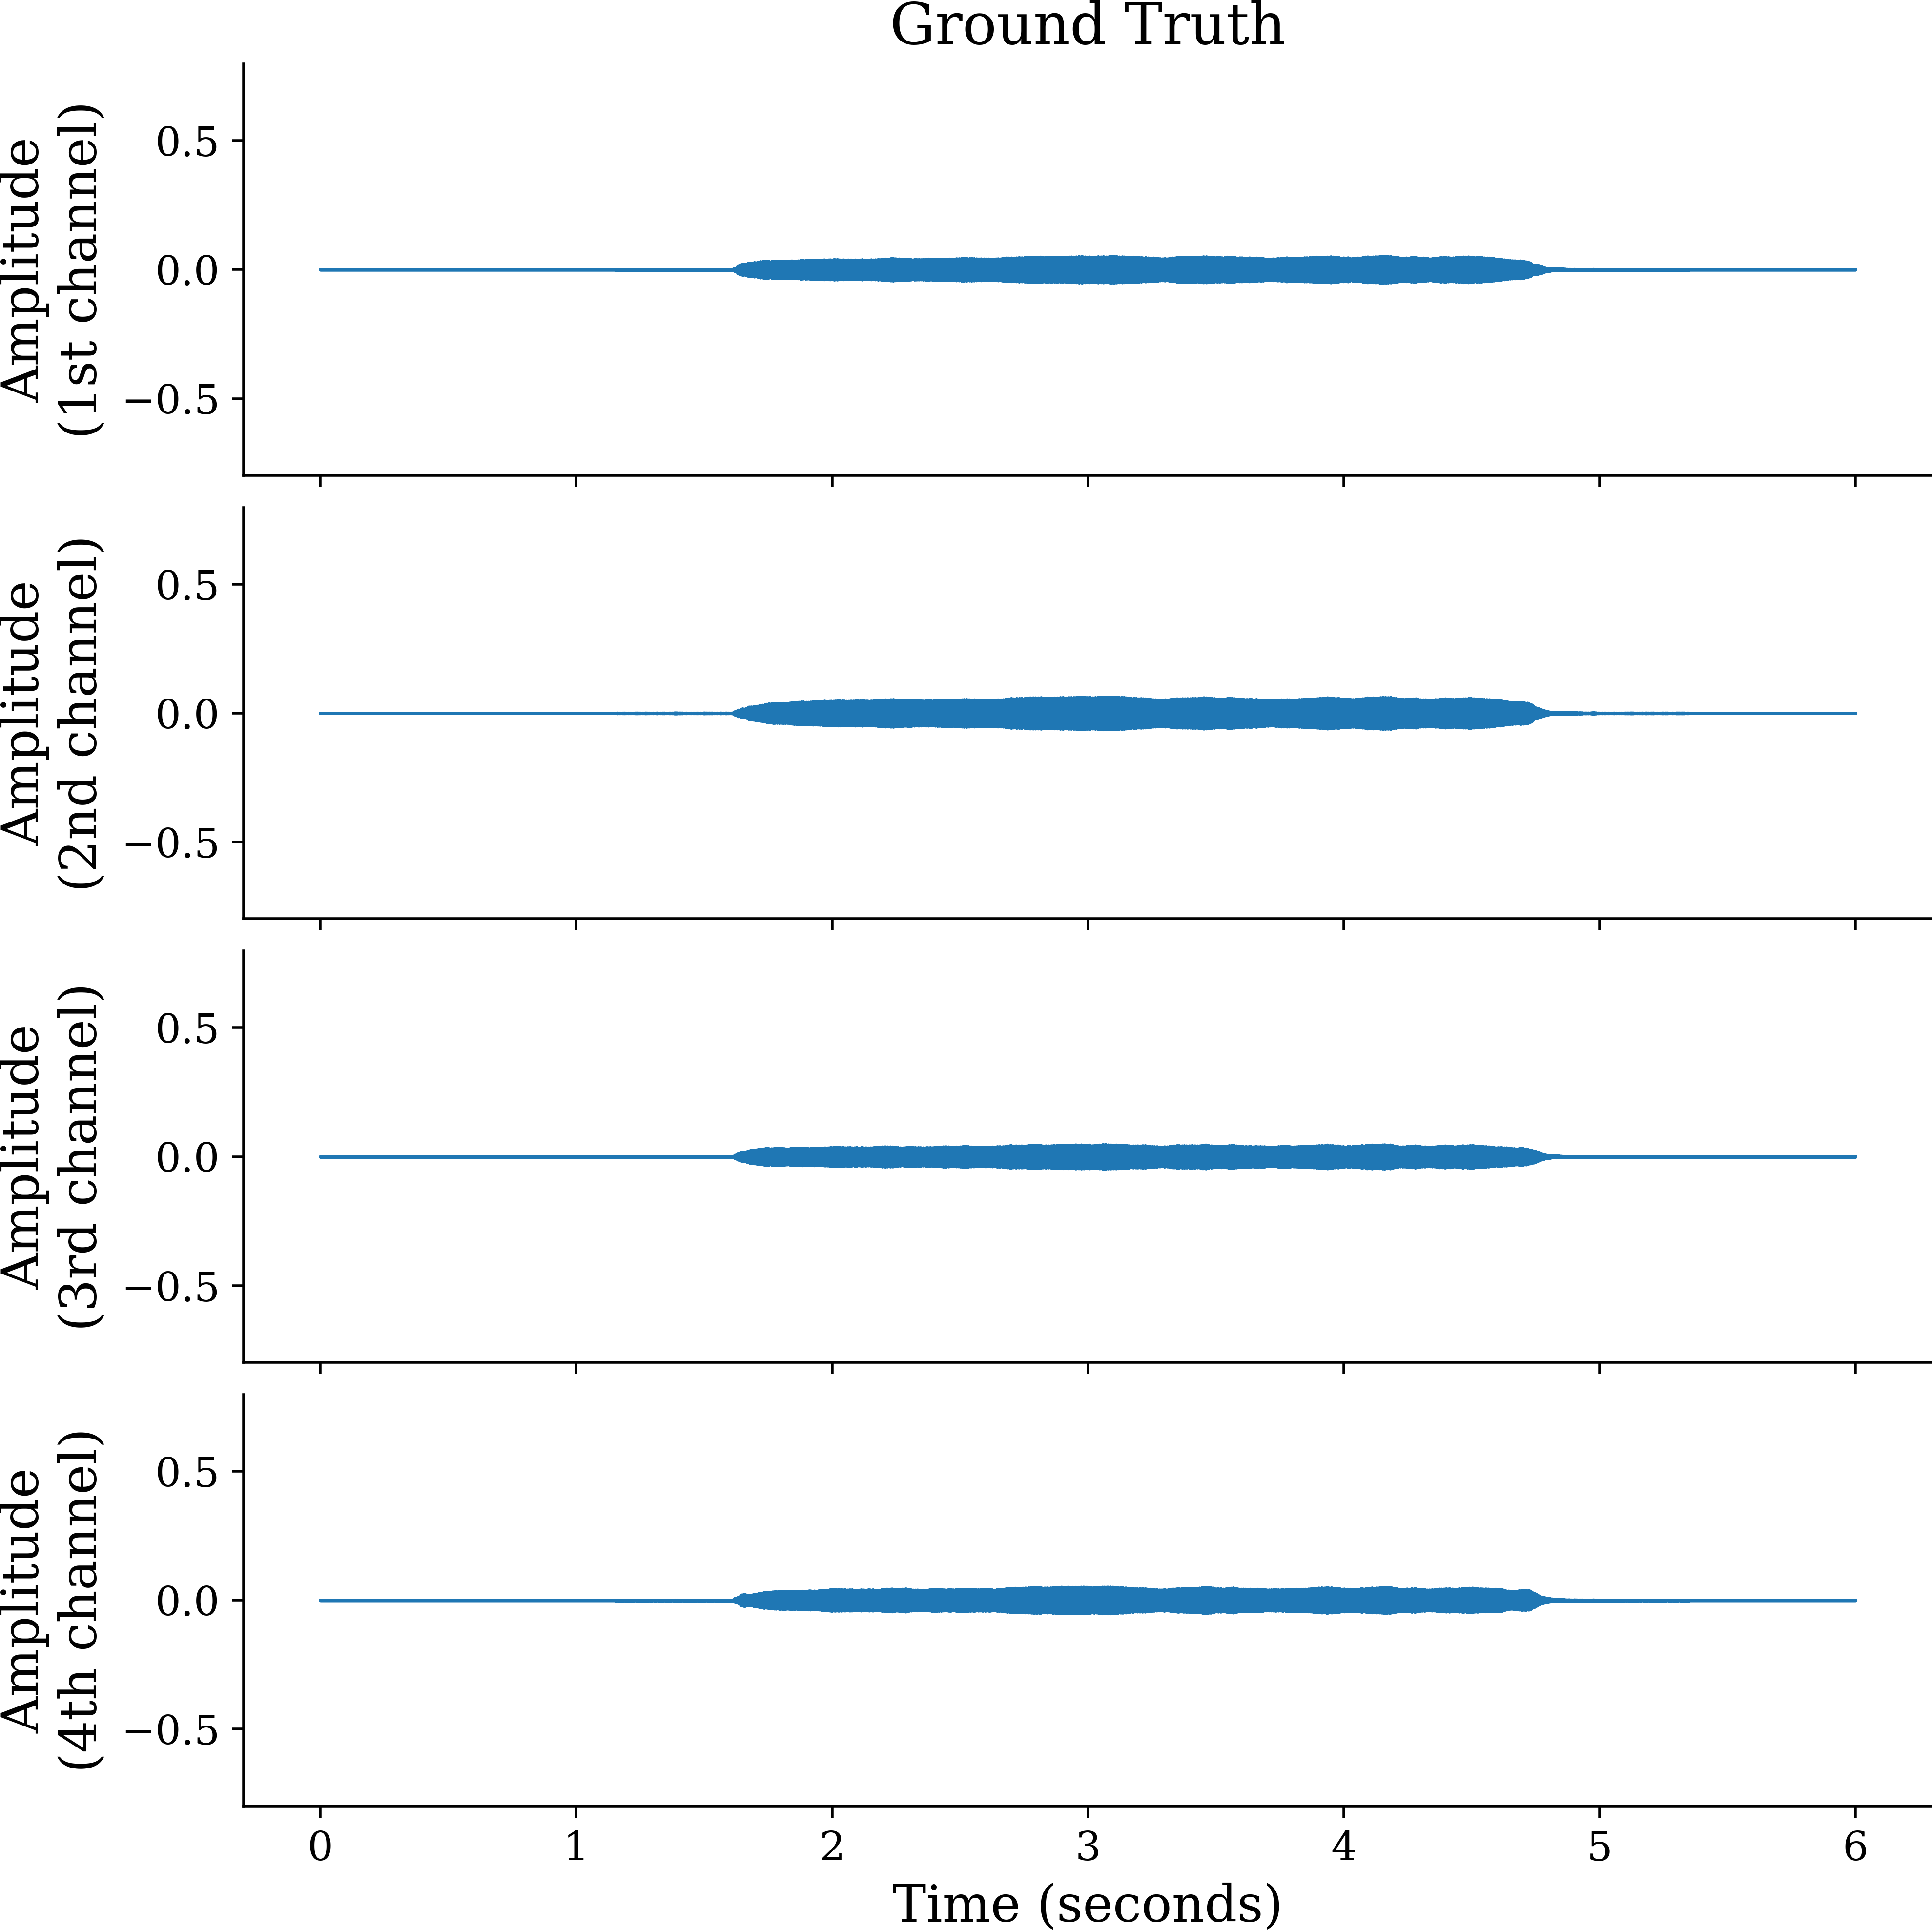 Ground Truth
Amplitude
(1st channel)
0.5
0.0
−0.5
Amplitude
(2nd channel)
0.5
0.0
−0.5
Amplitude
(3rd channel)
0.5
0.0
−0.5
Amplitude
(4th channel)
0.5
0.0
−0.5
0 1 2 3 4 5 6
Time (seconds)